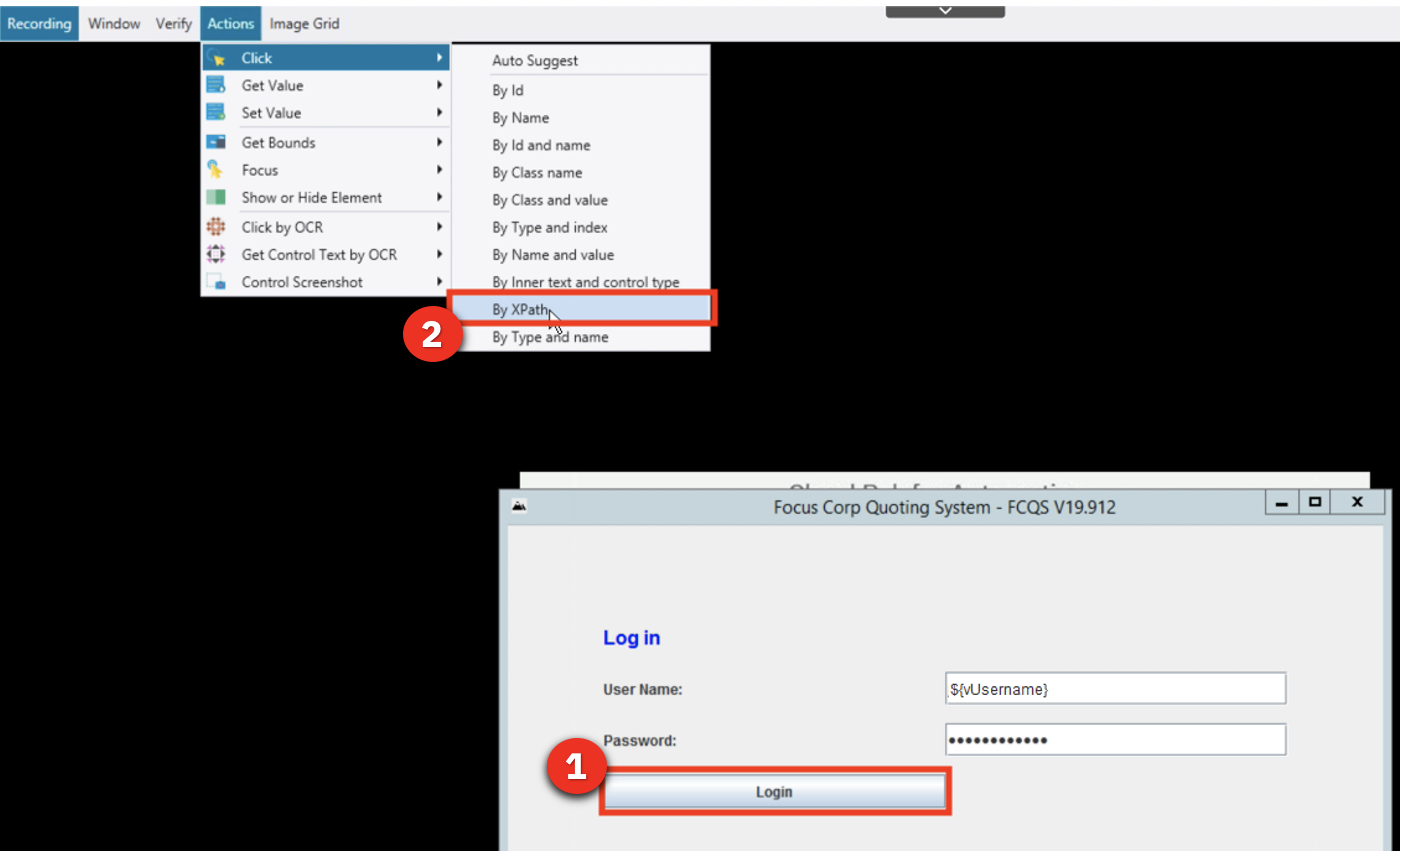 Recording Window Verify Actions Image Grid
Click
Get Value
Set Value
Get Bounds
Focus
Show or Hide Element
Click by OCR
Get Control Text by OCR
Control Screenshot
Auto Suggest
By Id
By Name
By Id and name
By Class name
By Class and value
By Type and index
By Name and value
By Inner text and control type
By XPath
2
By Type and name
Focus Corp Quoting System - FCQS V19.912
Log in
User Name: ${vUsername}
Password: ••••••••••••
1
Login